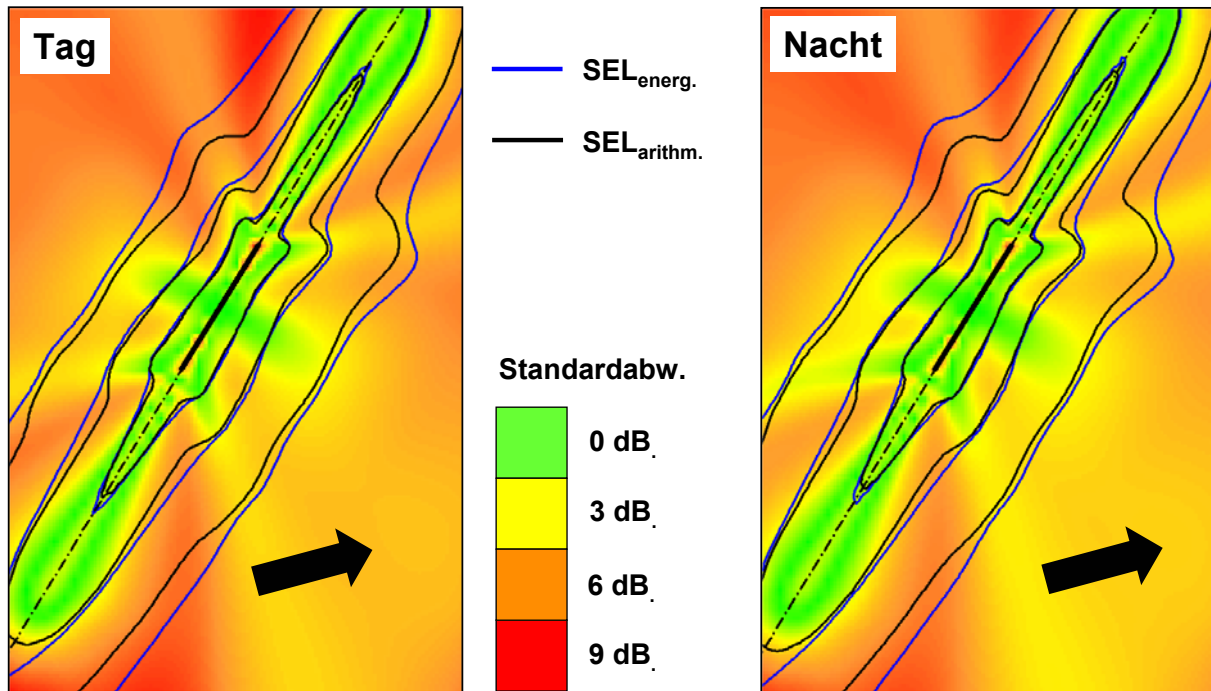 Tag
SELenerg.
SELarithm.
Standardabw.
0 dB.
3 dB.
6 dB.
9 dB.
Nacht